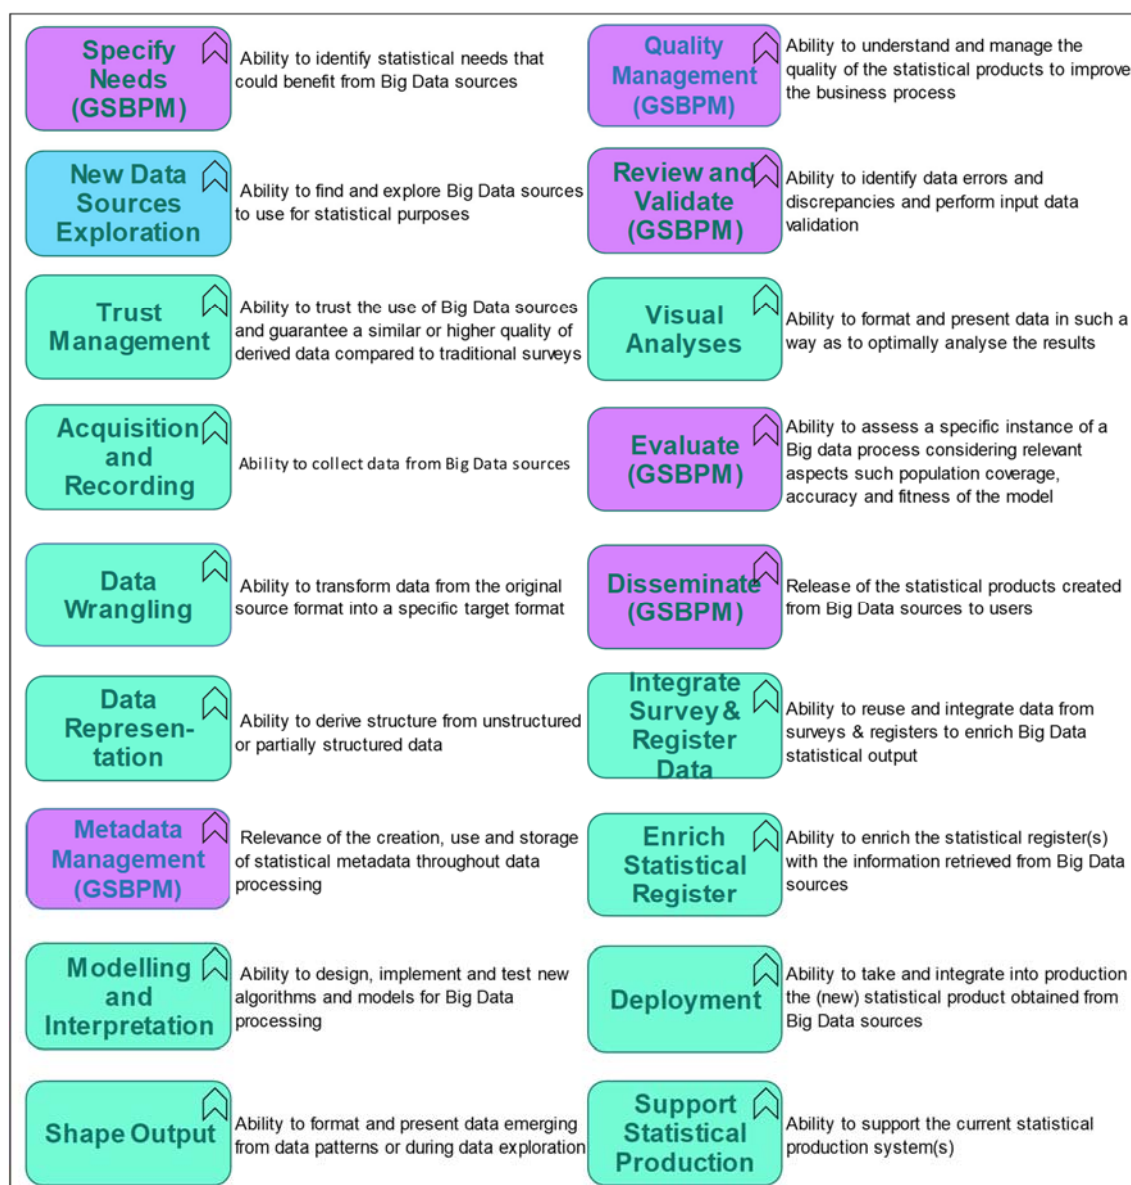 Specify
Needs
(GSBPM)
Ability to identify statistical needs that
could benefit from Big Data sources
New Data
Sources
Exploration
Ability to find and explore Big Data sources
to use for statistical purposes
Trust
Management
Ability to trust the use of Big Data sources
and guarantee a similar or higher quality of
derived data compared to traditional surveys
Acquisition
and
Recording
Ability to collect data from Big Data sources
Data
Wrangling
Ability to transform data from the original
source format into a specific target format
Data
Represen-
tation
Ability to derive structure from unstructured
or partially structured data
Metadata
Management
(GSBPM)
Relevance of the creation, use and storage
of statistical metadata throughout data
processing
Modelling
and
Interpretation
Ability to design, implement and test new
algorithms and models for Big Data
processing
Shape Output
Ability to format and present data emerging
from data patterns or during data exploration
Quality
Management
(GSBPM)
Ability to understand and manage the
quality of the statistical products to improve
the business process
Review and
Validate
(GSBPM)
Ability to identify data errors and
discrepancies and perform input data
validation
Visual
Analyses
Ability to format and present data in such a
way as to optimally analyse the results
Evaluate
(GSBPM)
Ability to assess a specific instance of a
Big data process considering relevant
aspects such population coverage,
accuracy and fitness of the model
Disseminate
(GSBPM)
Release of the statistical products created
from Big Data sources to users
Integrate
Survey &
Register
Data
Ability to reuse and integrate data from
surveys & registers to enrich Big Data
statistical output
Enrich
Statistical
Register
Ability to enrich the statistical register(s)
with the information retrieved from Big Data
sources
Deployment
Ability to take and integrate into production
the (new) statistical product obtained from
Big Data sources
Support
Statistical
Production
Ability to support the current statistical
production system(s)